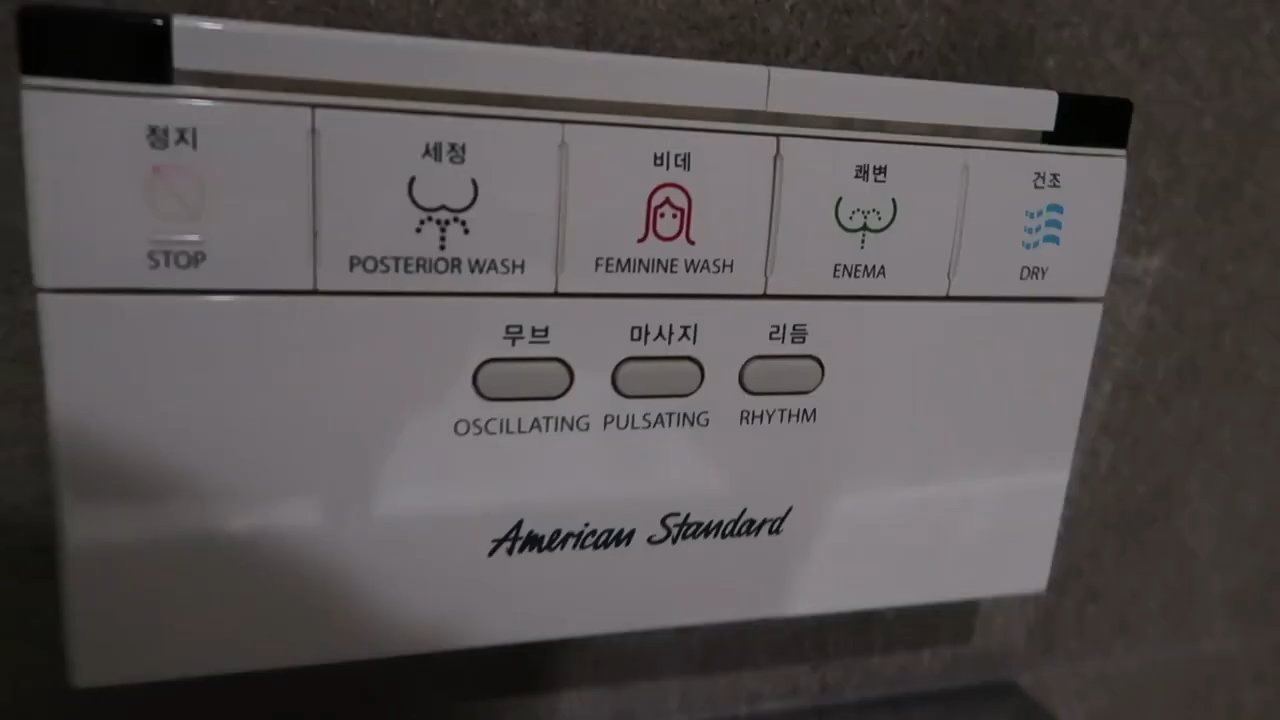 정지 세정 비데 쾌변 건조
STOP POSTERIOR WASH FEMININE WASH ENEMA DRY
무브 마사지 리듬
OSCILLATING PULSATING RHYTHM
American Standard